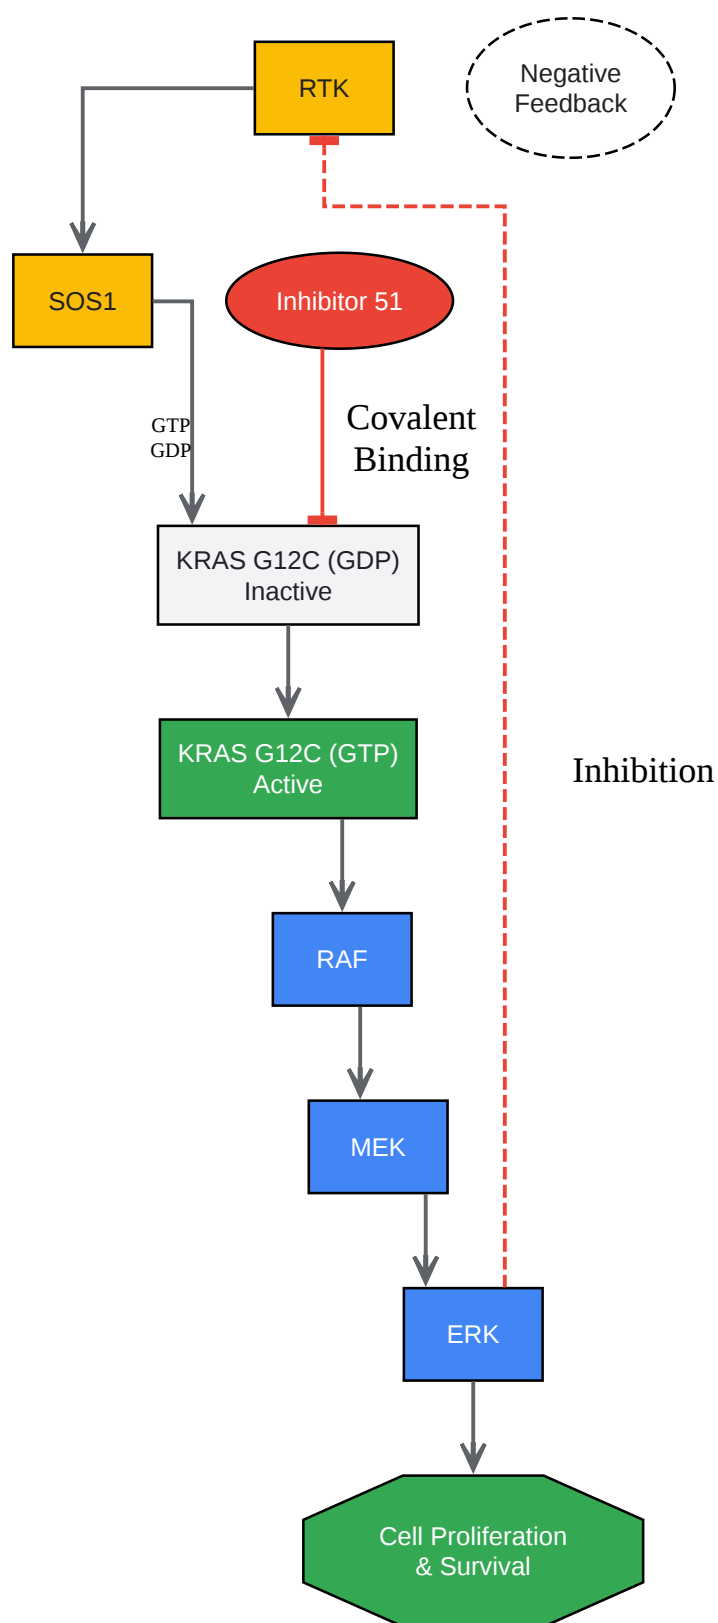 RTK
Negative
Feedback
SOS1
Inhibitor 51
GTP
GDP
Covalent
Binding
KRAS G12C (GDP)
Inactive
KRAS G12C (GTP)
Active
Inhibition
RAF
MEK
ERK
Cell Proliferation
& Survival